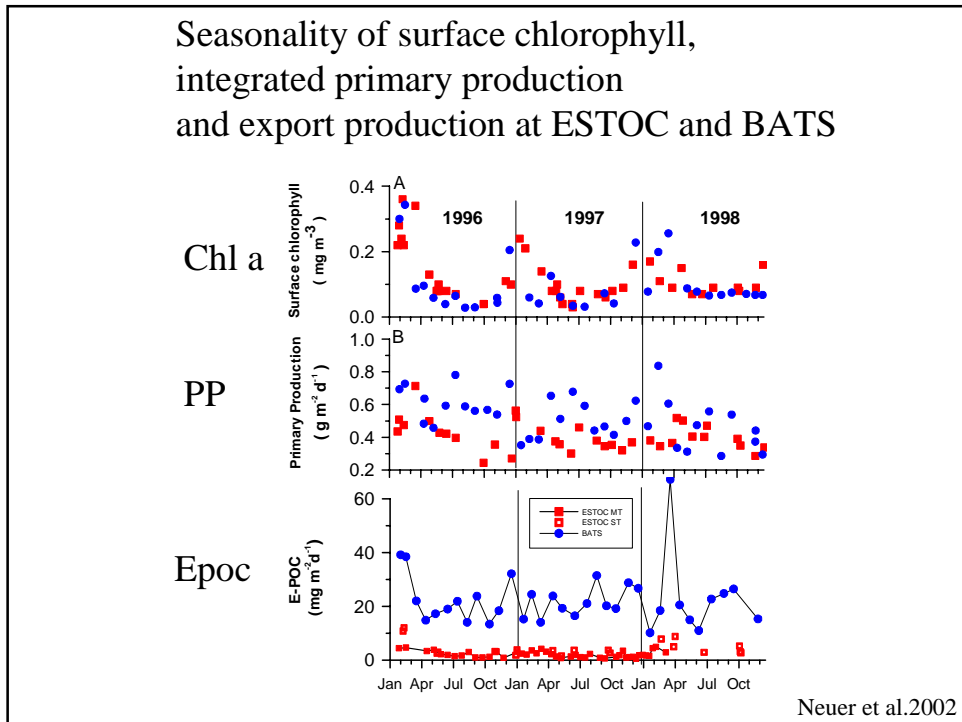 Seasonality of surface chlorophyll,
integrated primary production
and export production at ESTOC and BATS
Chl a
Surface chlorophyll
( mg m-3)
A
0.4
0.2
0.0
1996
1997
1998
PP
Primary Production
( g m-2 d-1 )
B
1.0
0.8
0.6
0.4
0.2
Epoc
E-POC
(mg m-2d-1)
60
40
20
0
ESTOC MT
ESTOC ST
BATS
Jan Apr Jul Oct Jan Apr Jul Oct Jan Apr Jul Oct
Neuer et al.2002